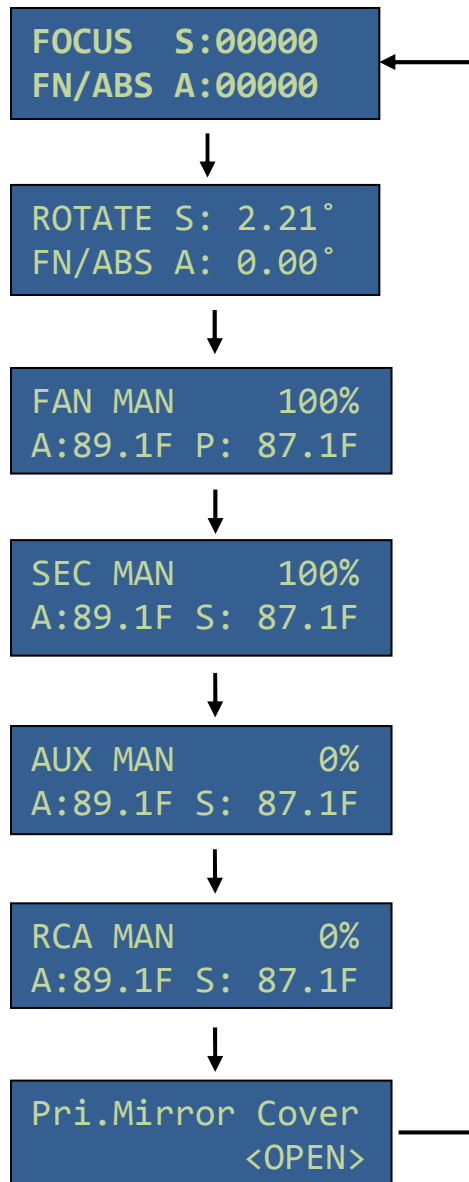 FOCUS  S:00000
FN/ABS A:00000
ROTATE S: 2.21°
FN/ABS A: 0.00°
FAN MAN     100%
A:89.1F P: 87.1F
SEC MAN     100%
A:89.1F S: 87.1F
AUX MAN       0%
A:89.1F S: 87.1F
RCA MAN       0%
A:89.1F S: 87.1F
Pri.Mirror Cover
<OPEN>